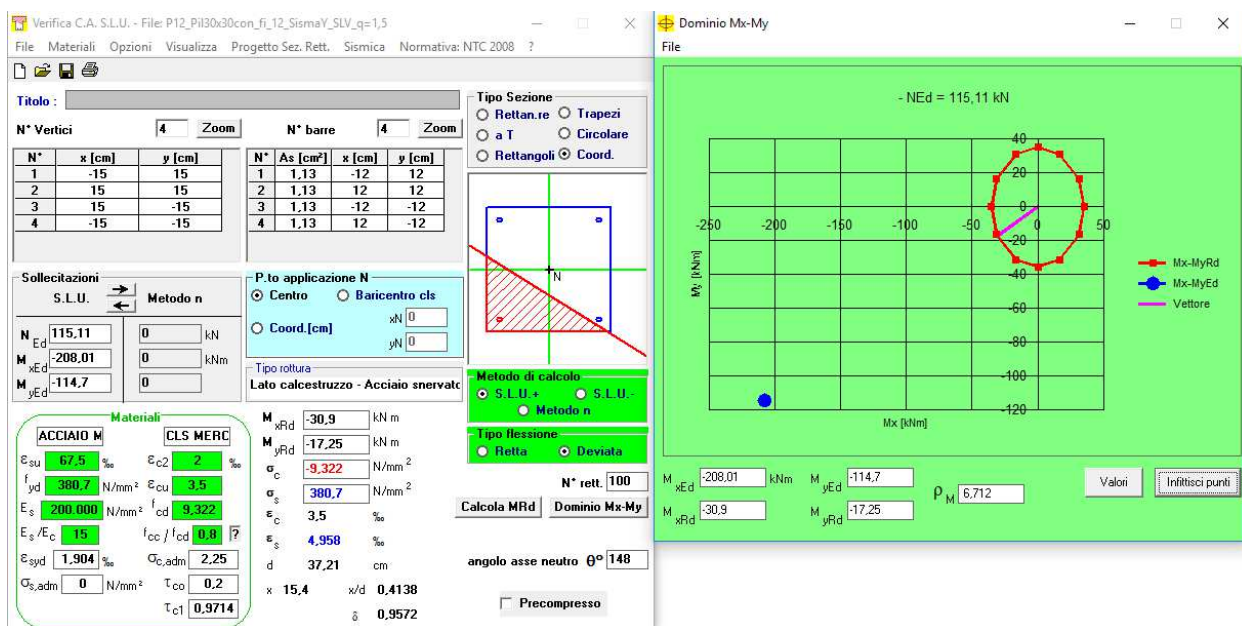 Verifica C.A. S.L.U. - File: P12_Pil30x30con_fi_12_SismaY_SLV_q=1,5
File Materiali Opzioni Visualizza Progetto Sez. Rett. Sismica Normativa: NTC 2008 ?
Titolo :
N° Vertici 4 Zoom N° barre 4 Zoom
N° x [cm] y [cm]
1 -15 15
2 15 15
3 15 -15
4 -15 -15
N° As [cm²] x [cm] y [cm]
1 1,13 -12 12
2 1,13 12 12
3 1,13 -12 -12
4 1,13 12 -12
Tipo Sezione
Rettan.re Trapezi
a T Circolare
Rettangoli Coord.
N
Sollecitazioni
S.L.U. Metodo n
N Ed 115,11 0 kN
M xEd -208,01 0 kNm
M yEd -114,7 0
P.to applicazione N
Centro Baricentro cls
Coord.[cm] xN 0
yN 0
Tipo rottura
Lato calcestruzzo - Acciaio snervato
Metodo di calcolo
S.L.U.+ S.L.U.-
Metodo n
Tipo flessione
Retta Deviata
N° rett. 100
Calcola MRd Dominio Mx-My
angolo asse neutro θ° 148
Precompresso
Materiali
ACCIAIO M CLS MERC
εsu 67,5 ‰ εc2 2 ‰
fyd 380,7 N/mm² εcu 3,5
Es 200.000 N/mm² fcd 9,322
Es/Ec 15 fcc / fcd 0,8 ?
εsyd 1,904 ‰ σc,adm 2,25
σs,adm 0 N/mm² τco 0,2
τc1 0,9714
M xRd -30,9 kN m
M yRd -17,25 kN m
σc -9,322 N/mm²
σs 380,7 N/mm²
εc 3,5 ‰
εs 4,958 ‰
d 37,21 cm
x 15,4 x/d 0,4138
δ 0,9572
Dominio Mx-My
File
- NEd = 115,11 kN
40
20
-250 -200 -150 -100 -50 0 50
-20
-40
-60
-80
-100
-120
My [kNm]
Mx [kNm]
Mx-MyRd
Mx-MyEd
Vettore
M xEd -208,01 kNm M yEd -114,7
M xRd -30,9 M yRd -17,25
ρM 6,712
Valori Infittisci punti